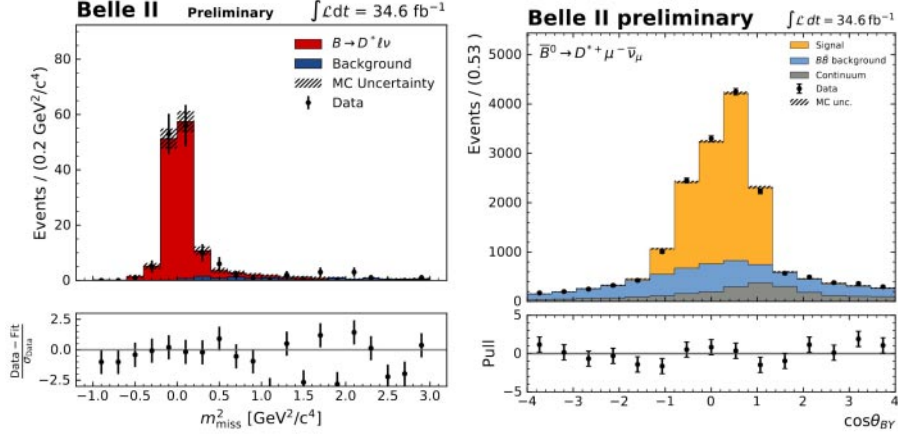 Belle II Preliminary ∫ℒdt = 34.6 fb⁻¹
B → D* ℓν
Background
MC Uncertainty
Data
Events / (0.2 GeV²/c⁴)
80
60
40
20
0
Data − Fit
σData
2.5
0.0
−2.5
−1.0 −0.5 0.0 0.5 1.0 1.5 2.0 2.5 3.0
m²miss [GeV²/c⁴]
Belle II preliminary ∫ℒ dt = 34.6 fb⁻¹
B̅⁰ → D*⁺ μ⁻ ν̅μ
Signal
BB̅ background
Continuum
Data
MC unc.
Events / (0.53)
5000
4000
3000
2000
1000
0
Pull
5
0
−5
−4 −3 −2 −1 0 1 2 3 4
cosθBY